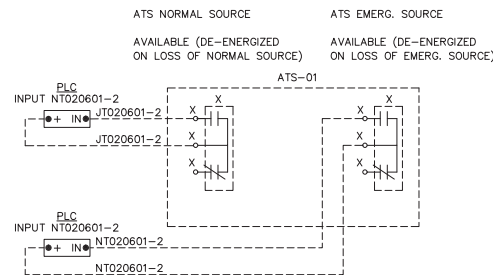 ATS NORMAL SOURCE
AVAILABLE (DE-ENERGIZED
ON LOSS OF NORMAL SOURCE)
ATS EMERG. SOURCE
AVAILABLE (DE-ENERGIZED
ON LOSS OF EMERG. SOURCE)
ATS-01
PLC
INPUT NT020601-2
+ IN
JT020601-2
JT020601-2
X
X
X
X
X
X
X
X
PLC
INPUT NT020601-2
+ IN
NT020601-2
NT020601-2